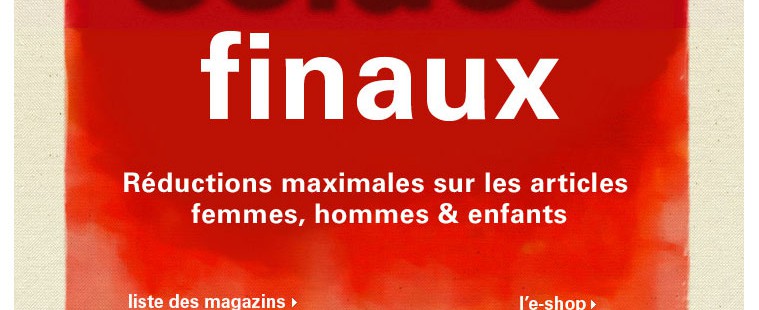 finaux
Réductions maximales sur les articles
femmes, hommes & enfants
liste des magazins
l'e-shop